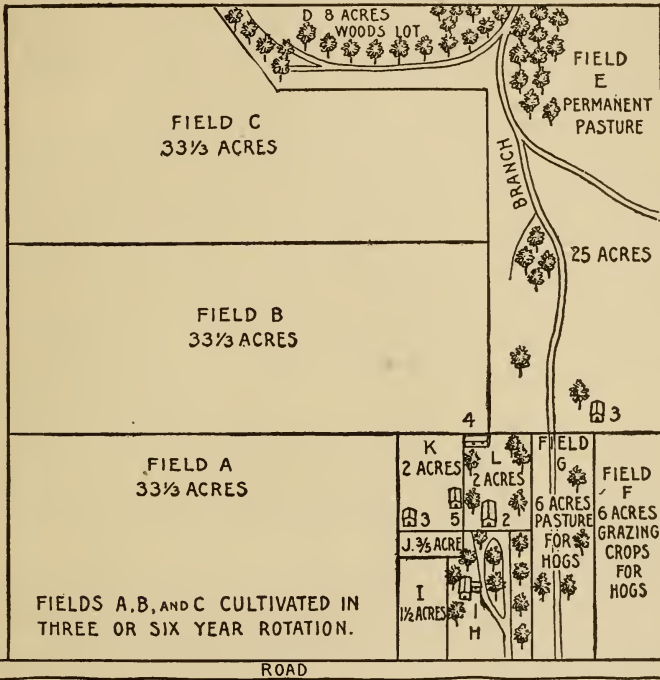 D 8 ACRES
WOODS LOT
FIELD
E
PERMANENT
PASTURE
FIELD C
33⅓ ACRES
BRANCH
25 ACRES
FIELD B
33⅓ ACRES
3
4
FIELD A
33⅓ ACRES
K
2 ACRES
3
5
L
2 ACRES
2
FIELD
G
6 ACRES
PASTURE
FOR
HOGS
FIELD
F
6 ACRES
GRAZING
CROPS
FOR
HOGS
J. ⅗ ACRE
I
1½ ACRES
1
H
FIELDS A, B, AND C CULTIVATED IN
THREE OR SIX YEAR ROTATION.
ROAD